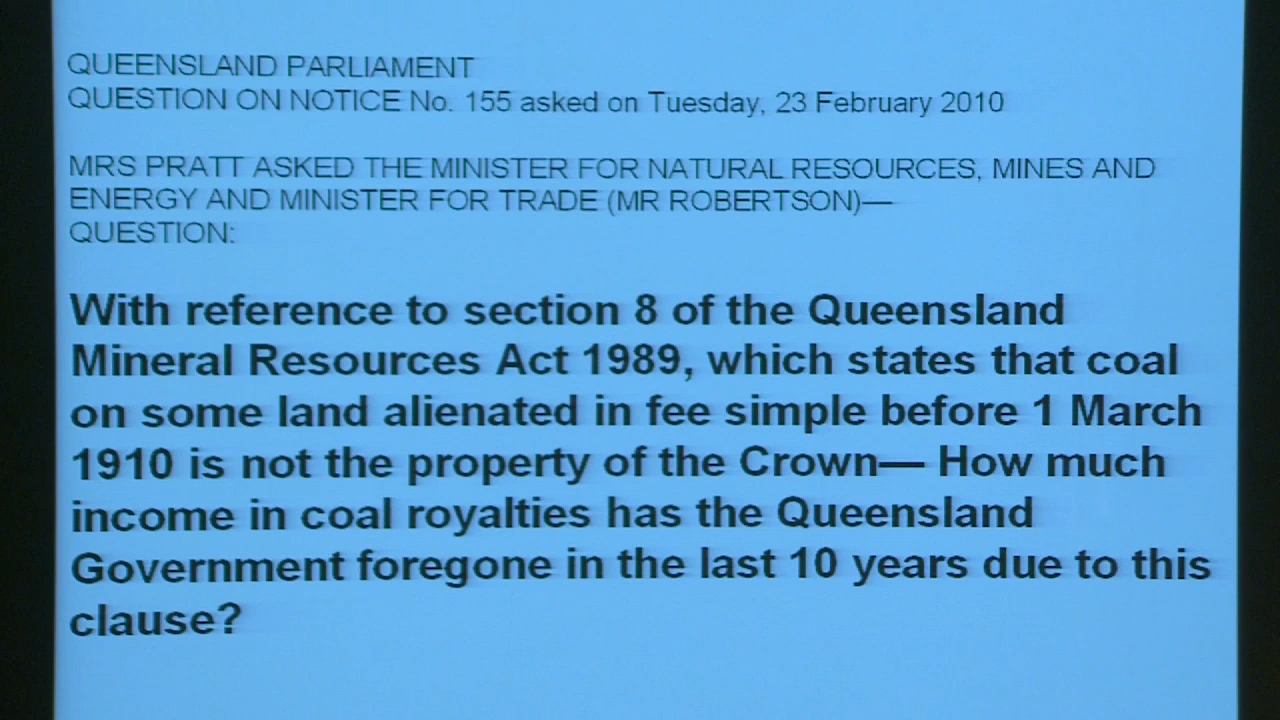 QUEENSLAND PARLIAMENT
QUESTION ON NOTICE No. 155 asked on Tuesday, 23 February 2010
MRS PRATT ASKED THE MINISTER FOR NATURAL RESOURCES, MINES AND
ENERGY AND MINISTER FOR TRADE (MR ROBERTSON)—
QUESTION:
With reference to section 8 of the Queensland
Mineral Resources Act 1989, which states that coal
on some land alienated in fee simple before 1 March
1910 is not the property of the Crown— How much
income in coal royalties has the Queensland
Government foregone in the last 10 years due to this
clause?